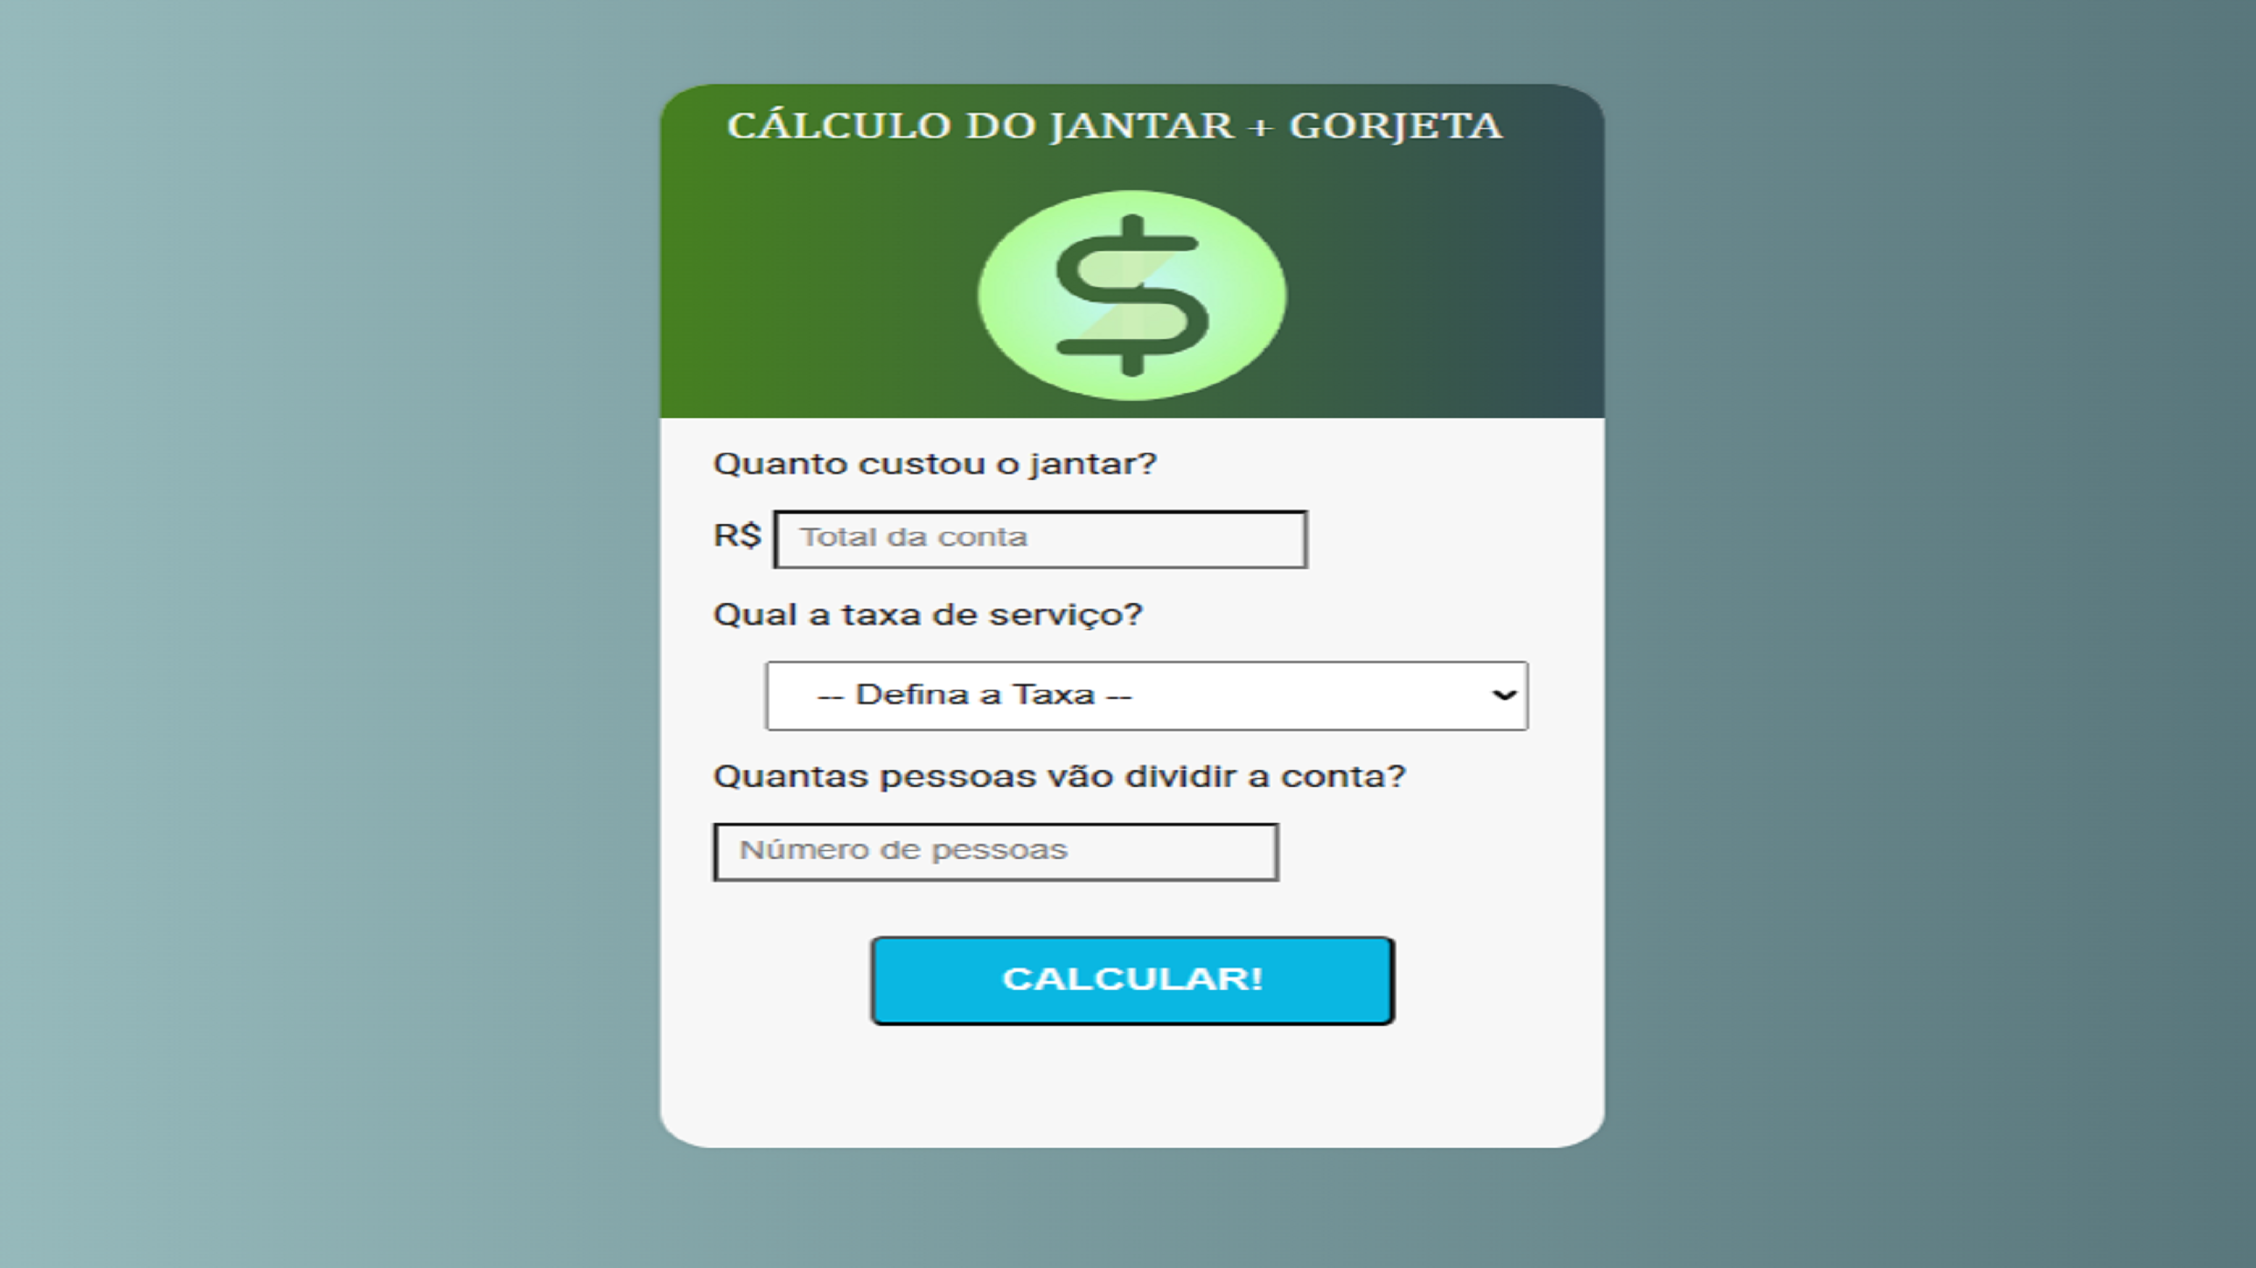 CÁLCULO DO JANTAR + GORJETA
$
Quanto custou o jantar?
R$ Total da conta
Qual a taxa de serviço?
-- Defina a Taxa --
Quantas pessoas vão dividir a conta?
Número de pessoas
CALCULAR!